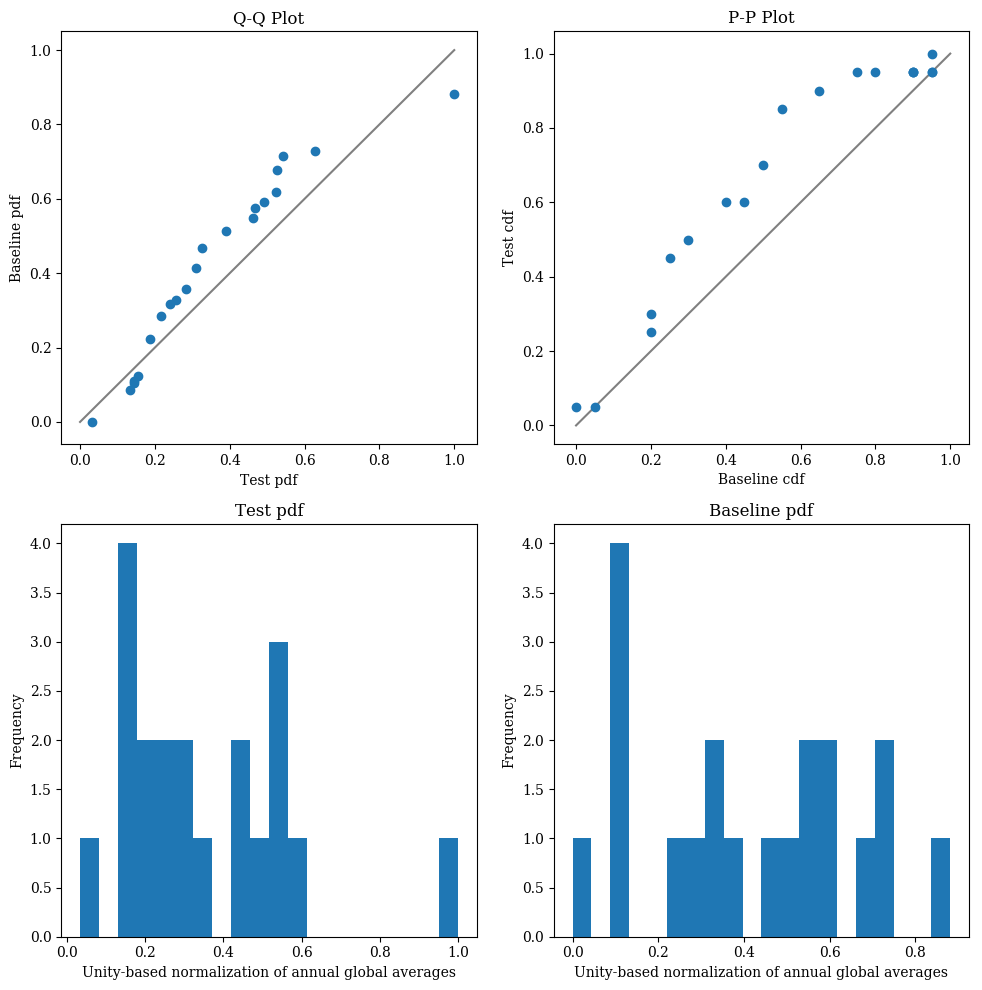 Q-Q Plot
1.0
0.8
0.6
0.4
0.2
0.0
Baseline pdf
0.0 0.2 0.4 0.6 0.8 1.0
Test pdf
P-P Plot
1.0
0.8
0.6
0.4
0.2
0.0
Test cdf
0.0 0.2 0.4 0.6 0.8 1.0
Baseline cdf
Test pdf
4.0
3.5
3.0
2.5
2.0
1.5
1.0
0.5
0.0
Frequency
0.0 0.2 0.4 0.6 0.8 1.0
Unity-based normalization of annual global averages
Baseline pdf
4.0
3.5
3.0
2.5
2.0
1.5
1.0
0.5
0.0
Frequency
0.0 0.2 0.4 0.6 0.8
Unity-based normalization of annual global averages